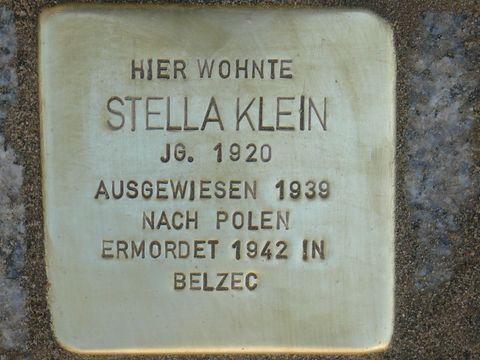 HIER WOHNTE
STELLA KLEIN
JG. 1920
AUSGEWIESEN 1939
NACH POLEN
ERMORDET 1942 IN
BELZEC